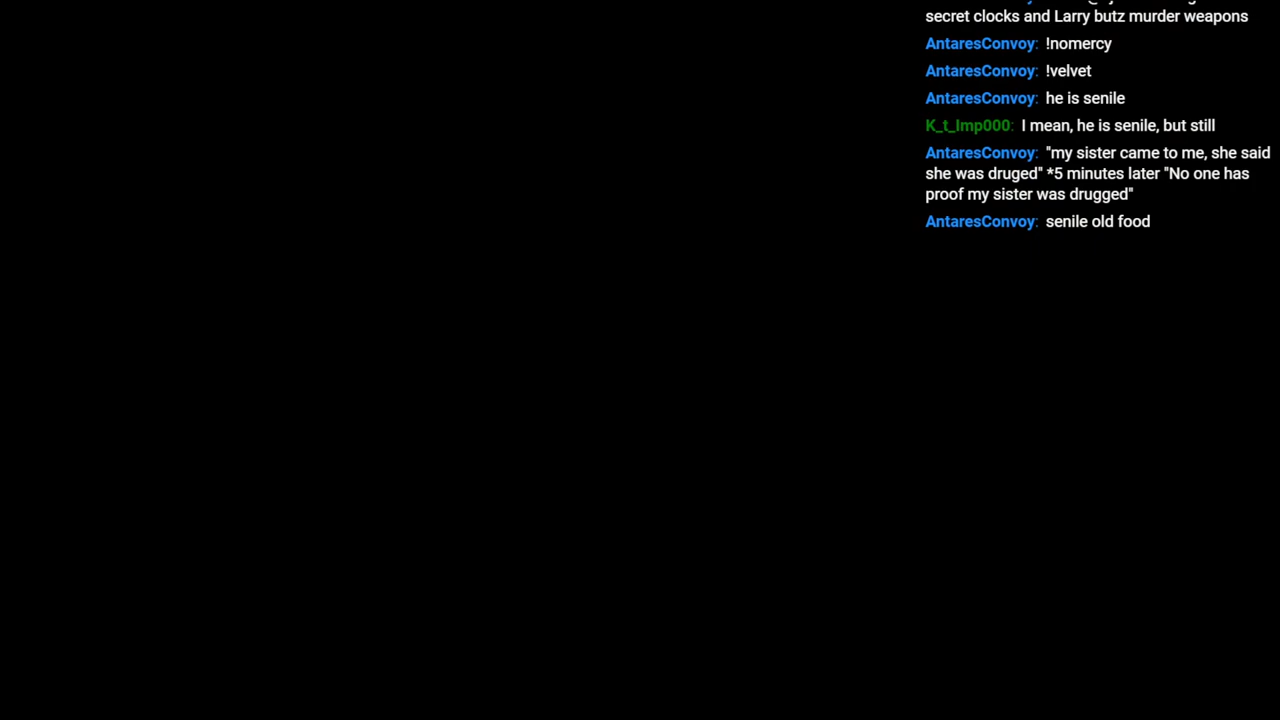 secret clocks and Larry butz murder weapons
AntaresConvoy: !nomercy
AntaresConvoy: !velvet
AntaresConvoy: he is senile
K_t_Imp000: I mean, he is senile, but still
AntaresConvoy: "my sister came to me, she said
she was druged" *5 minutes later "No one has
proof my sister was drugged"
AntaresConvoy: senile old food